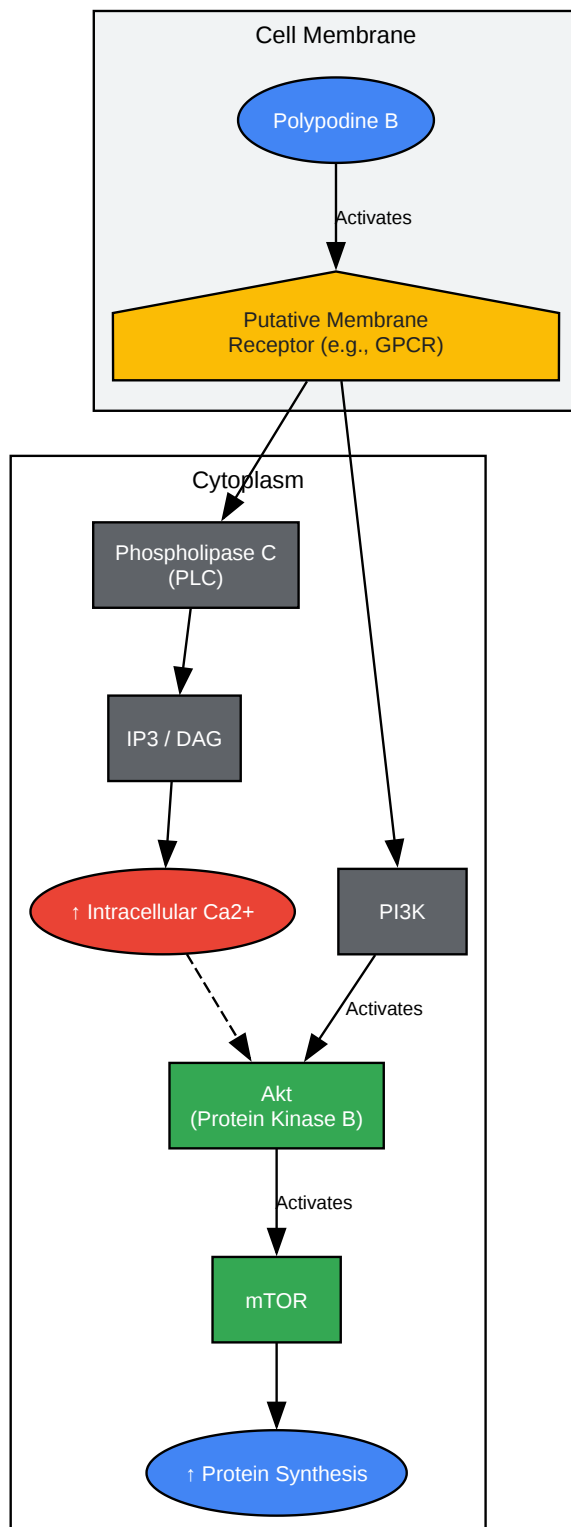 Cell Membrane
Polypodine B
Activates
Putative Membrane
Receptor (e.g., GPCR)
Cytoplasm
Phospholipase C
(PLC)
IP3 / DAG
↑ Intracellular Ca2+
PI3K
Activates
Akt
(Protein Kinase B)
Activates
mTOR
↑ Protein Synthesis